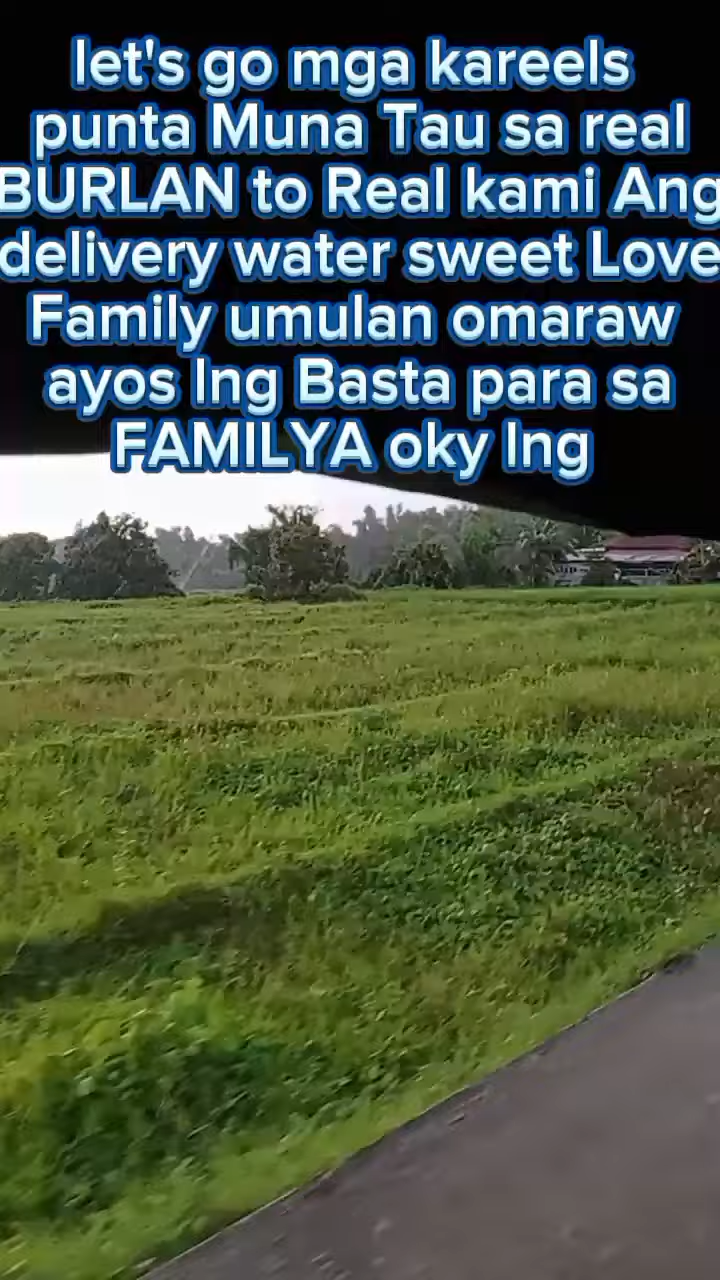 let's go mga kareels
punta Muna Tau sa real
BURLAN to Real kami Ang
delivery water sweet Love
Family umulan omaraw
ayos lng Basta para sa
FAMILYA oky lng